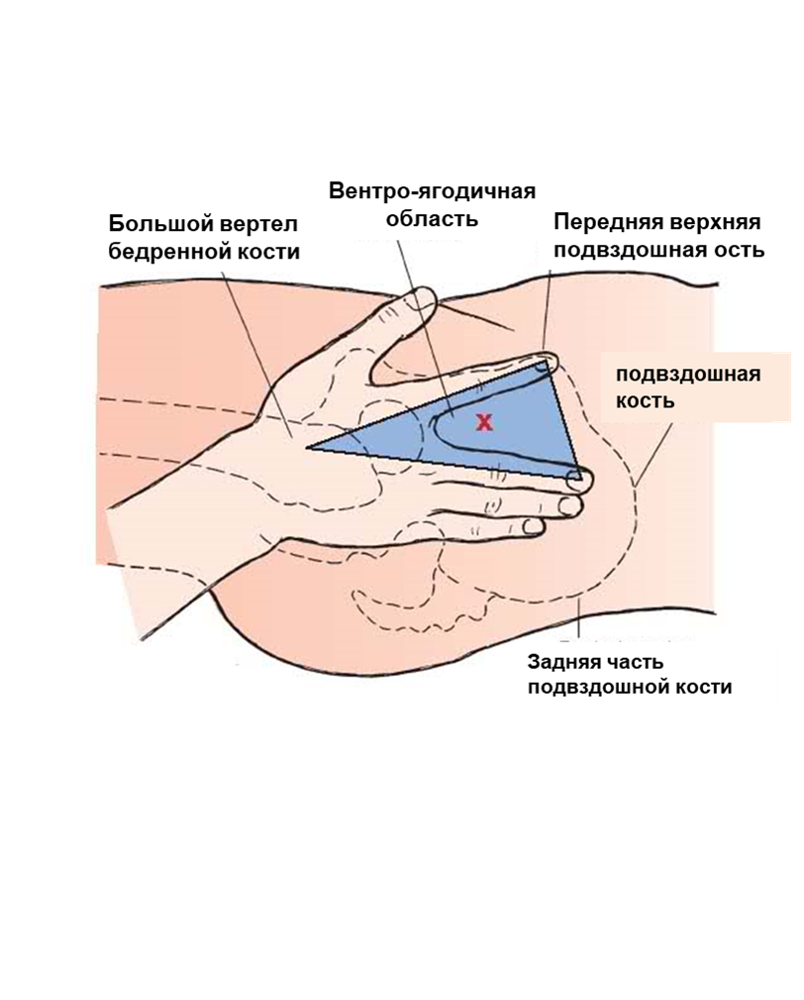 Вентро-ягодичная
область
Большой вертел
бедренной кости
Передняя верхняя
подвздошная ость
подвздошная
кость
x
Задняя часть
подвздошной кости